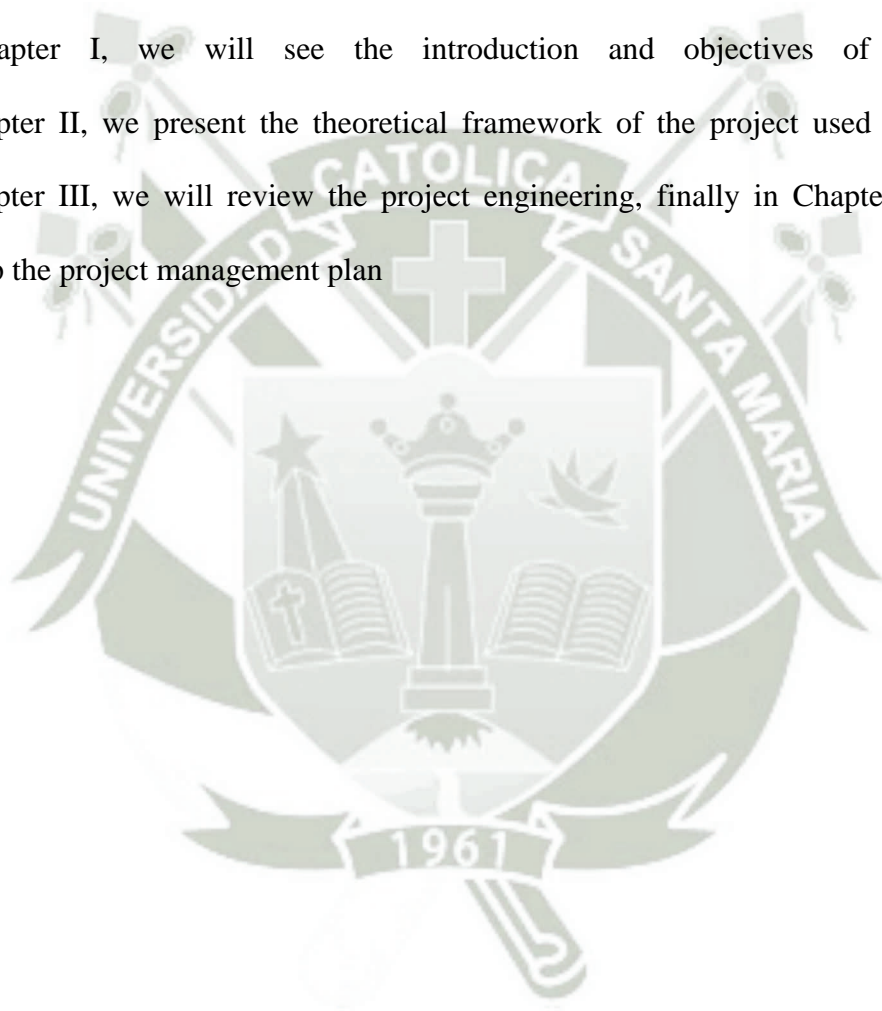 apter I, we will see the introduction and objectives of
pter II, we present the theoretical framework of the project used
pter III, we will review the project engineering, finally in Chapte
the project management plan
UNIVERSIDAD CATOLICA SANTA MARIA
1961